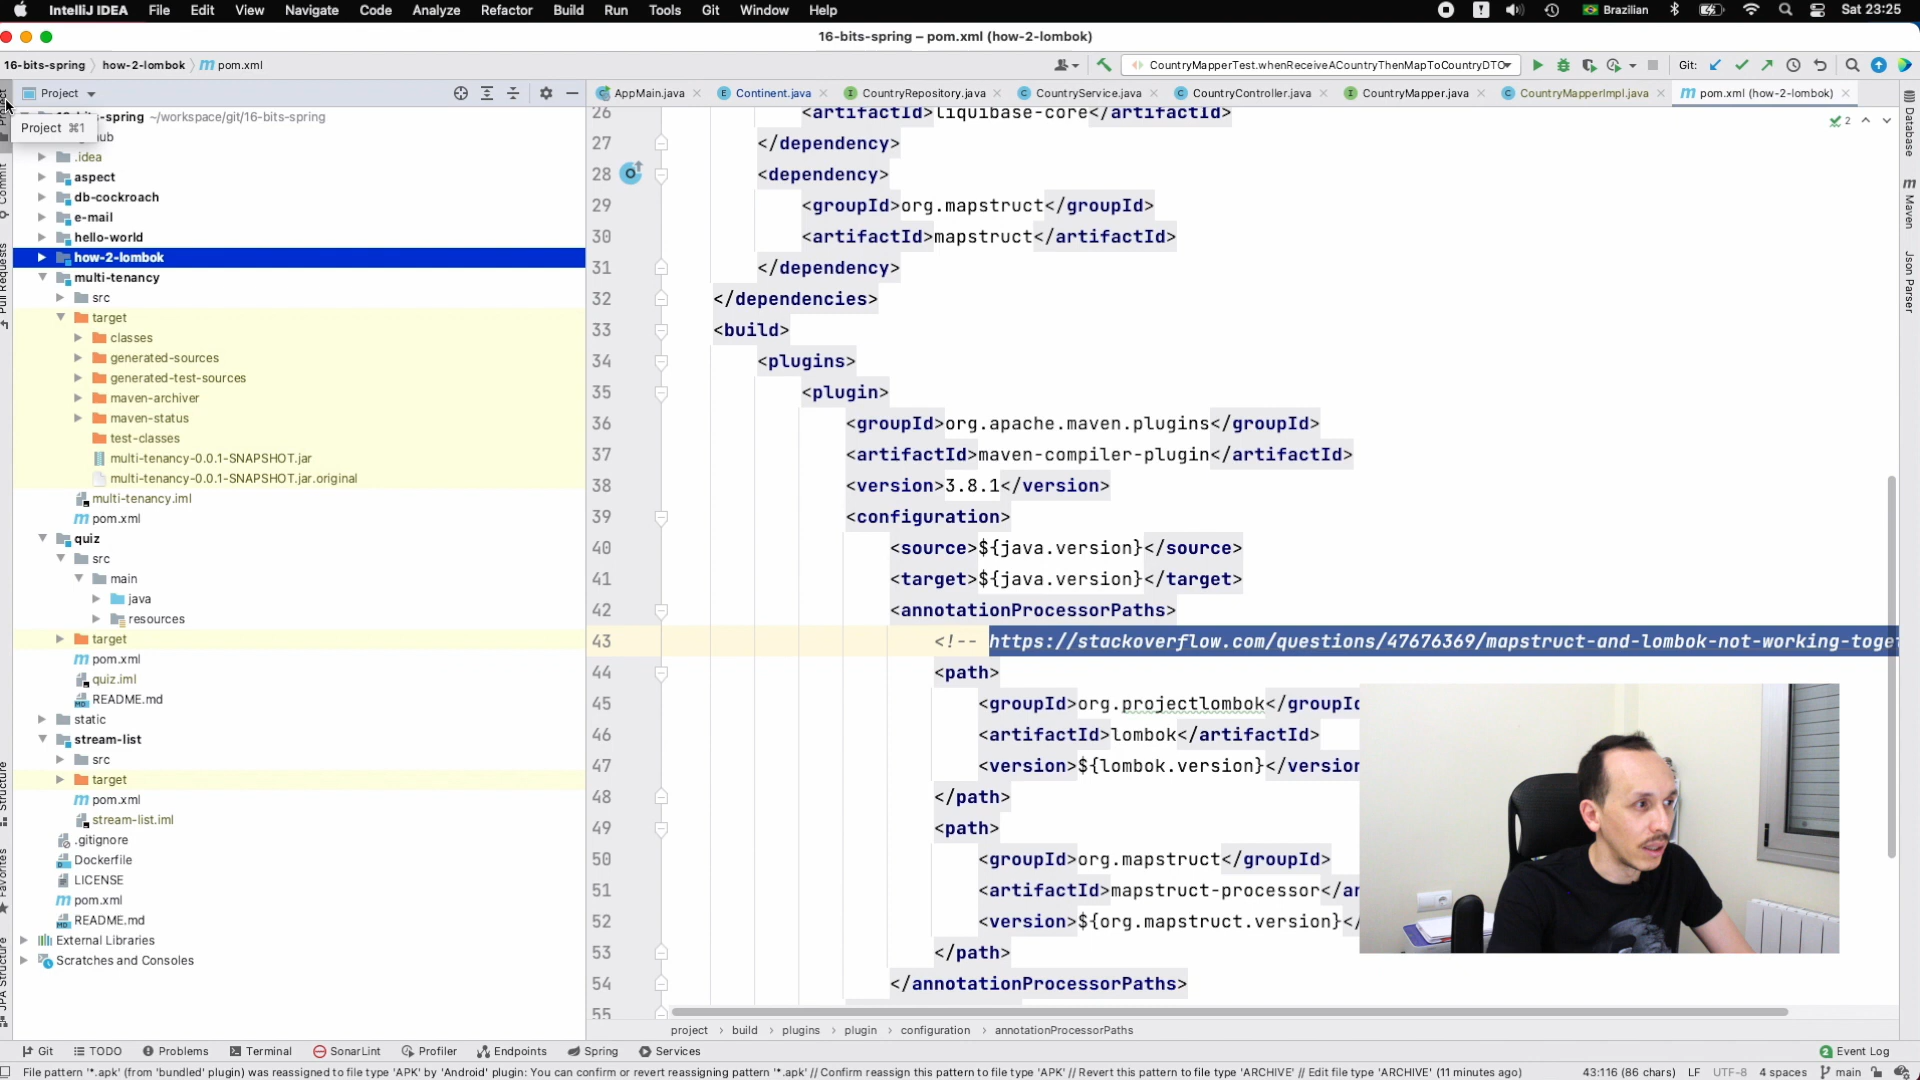 IntelliJ IDEA File Edit View Navigate Code Analyze Refactor Build Run Tools Git Window Help Brazilian Sat 23:25
16-bits-spring – pom.xml (how-2-lombok)
16-bits-spring how-2-lombok pom.xml
CountryMapperTest.whenReceiveACountryThenMapToCountryDTO
Git:
Project
AppMain.java
Continent.java
CountryRepository.java
CountryService.java
CountryController.java
CountryMapper.java
CountryMapperImpl.java
pom.xml (how-2-lombok)
~/workspace/git/16-bits-spring
Project ⌘1
.idea
aspect
db-cockroach
e-mail
hello-world
how-2-lombok
multi-tenancy
src
target
classes
generated-sources
generated-test-sources
maven-archiver
maven-status
test-classes
multi-tenancy-0.0.1-SNAPSHOT.jar
multi-tenancy-0.0.1-SNAPSHOT.jar.original
multi-tenancy.iml
pom.xml
quiz
src
main
java
resources
target
pom.xml
quiz.iml
README.md
static
stream-list
src
target
pom.xml
stream-list.iml
.gitignore
Dockerfile
LICENSE
pom.xml
README.md
External Libraries
Scratches and Consoles
Commit
Pull Requests
Structure
Favorites
JPA Structure
26 <artifactId>liquibase-core</artifactId>
27 </dependency>
28 <dependency>
29 <groupId>org.mapstruct</groupId>
30 <artifactId>mapstruct</artifactId>
31 </dependency>
32 </dependencies>
33 <build>
34 <plugins>
35 <plugin>
36 <groupId>org.apache.maven.plugins</groupId>
37 <artifactId>maven-compiler-plugin</artifactId>
38 <version>3.8.1</version>
39 <configuration>
40 <source>${java.version}</source>
41 <target>${java.version}</target>
42 <annotationProcessorPaths>
43 <!-- https://stackoverflow.com/questions/47676369/mapstruct-and-lombok-not-working-toge
44 <path>
45 <groupId>org.projectlombok</groupId
46 <artifactId>lombok</artifactId>
47 <version>${lombok.version}</version
48 </path>
49 <path>
50 <groupId>org.mapstruct</groupId>
51 <artifactId>mapstruct-processor</ar
52 <version>${org.mapstruct.version}</
53 </path>
54 </annotationProcessorPaths>
55
2
Database
Maven
Json Parser
project › build › plugins › plugin › configuration › annotationProcessorPaths
Git TODO Problems Terminal SonarLint Profiler Endpoints Spring Services 2 Event Log
File pattern '*.apk' (from 'bundled' plugin) was reassigned to file type 'APK' by 'Android' plugin: You can confirm or revert reassigning pattern '*.apk' // Confirm reassign this pattern to file type 'APK' // Revert this pattern to file type 'ARCHIVE' // Edit file type 'ARCHIVE' (11 minutes ago) 43:116 (86 chars) LF UTF-8 4 spaces main